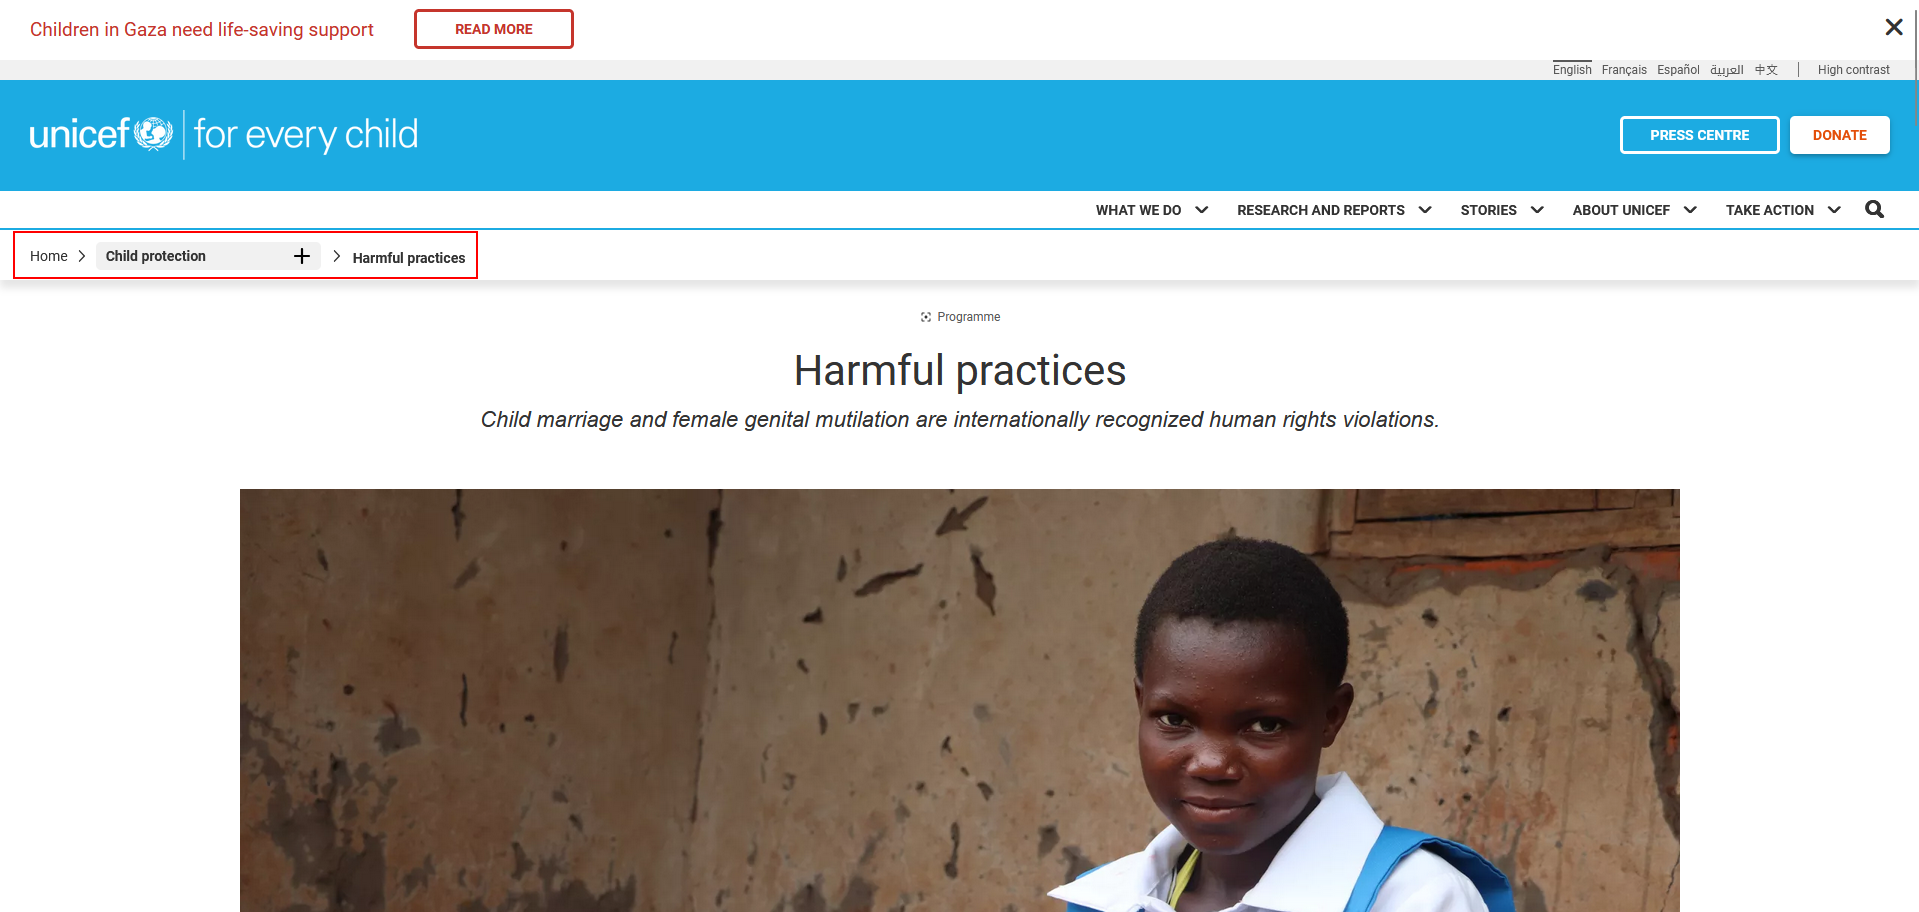 Children in Gaza need life-saving support
READ MORE
English Français Español العربية 中文 High contrast
unicef for every child
PRESS CENTRE
DONATE
WHAT WE DO RESEARCH AND REPORTS STORIES ABOUT UNICEF TAKE ACTION
Home Child protection Harmful practices
Programme
Harmful practices
Child marriage and female genital mutilation are internationally recognized human rights violations.